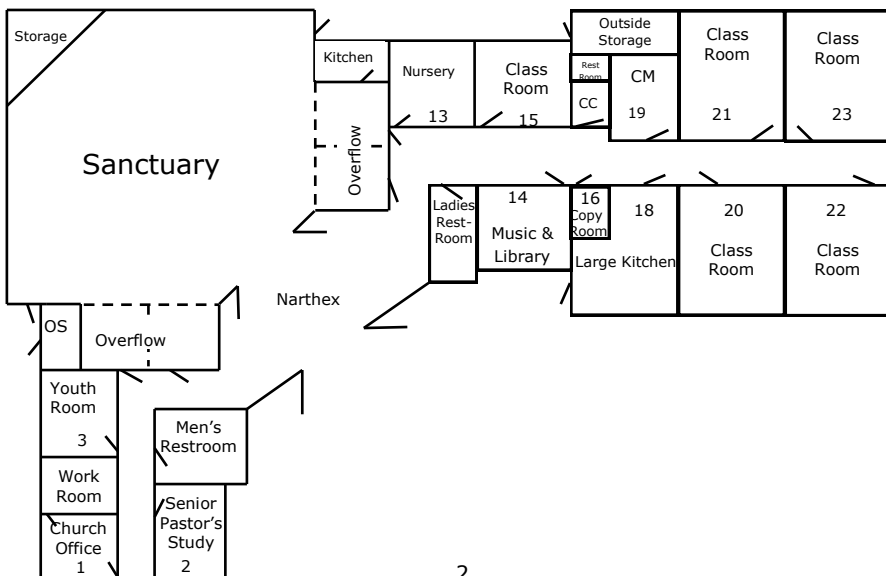 Storage
Sanctuary
Kitchen
Overflow
Nursery
13
Class
Room
15
Outside
Storage
Rest
Room
CC
CM
19
Class
Room
21
Class
Room
23
Ladies
Rest-
Room
14
Music &
Library
16
Copy
Room
18
Large Kitchen
20
Class
Room
22
Class
Room
Narthex
OS
Overflow
Youth
Room
3
Men's
Restroom
Work
Room
Church
Office
1
Senior
Pastor's
Study
2
2